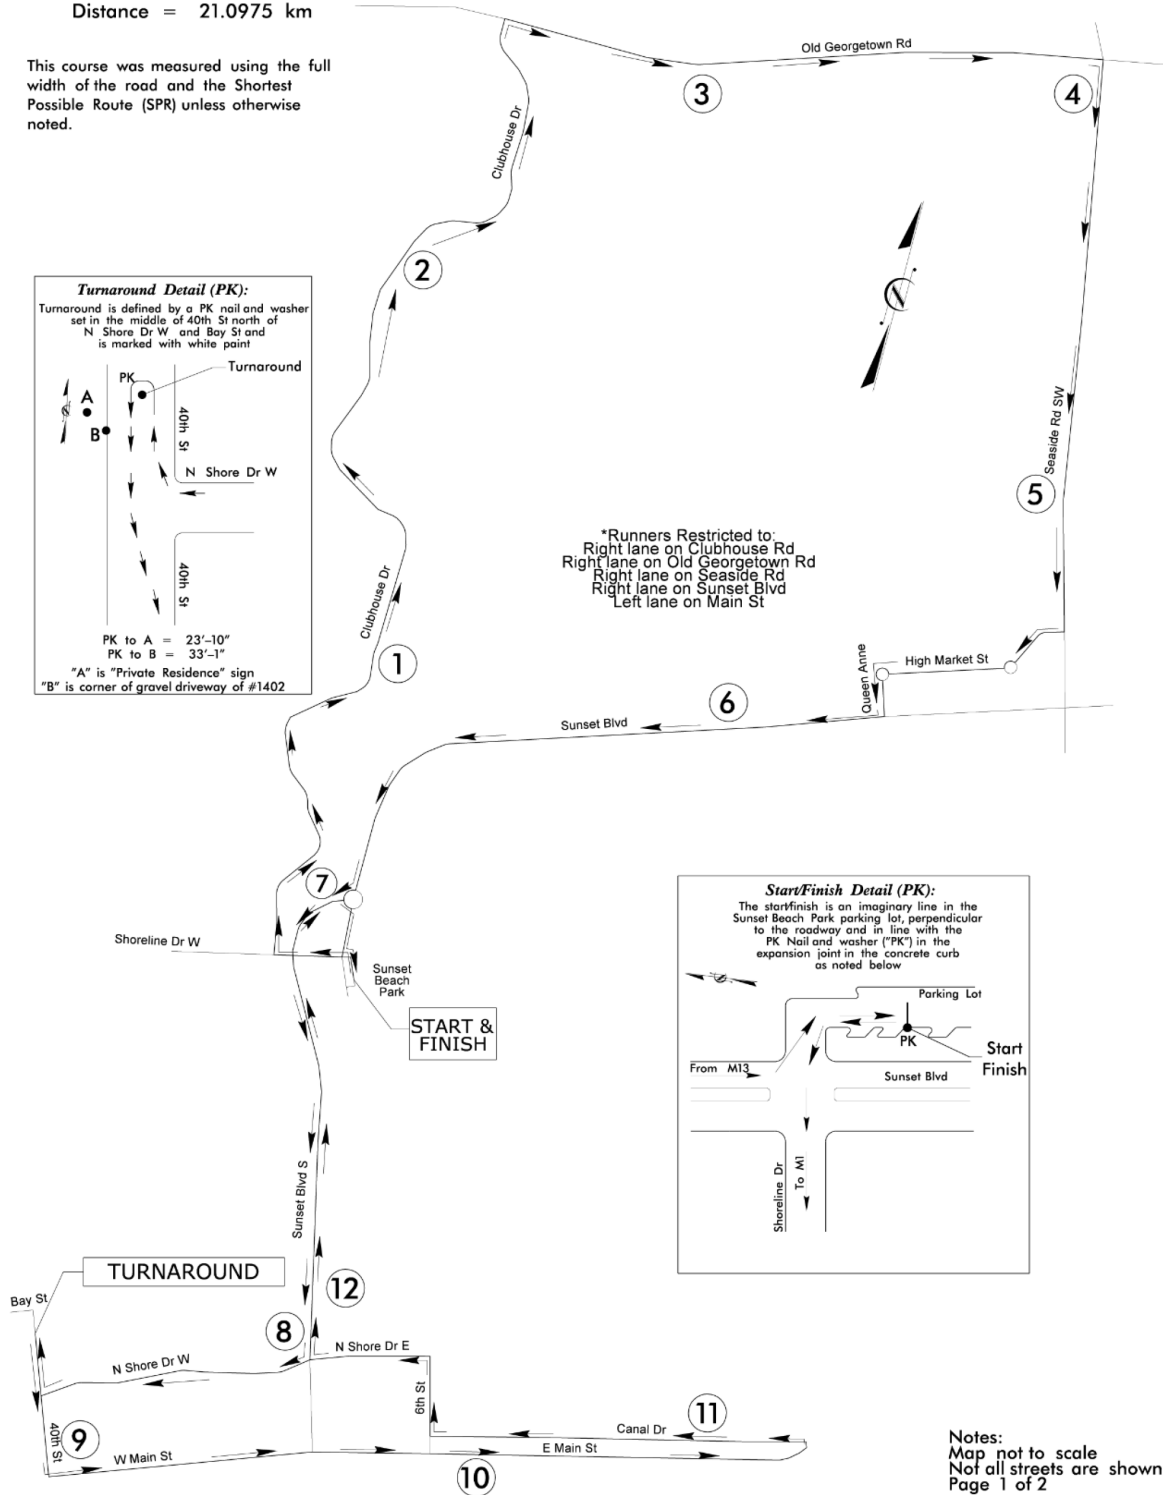 Distance = 21.0975 km
This course was measured using the full
width of the road and the Shortest
Possible Route (SPR) unless otherwise
noted.
Old Georgetown Rd
3
4
Clubhouse Dr
2
Turnaround Detail (PK):
Turnaround is defined by a PK nail and washer
set in the middle of 40th St north of
N Shore Dr W and Bay St and
is marked with white paint
PK
Turnaround
A
B
40th St
N Shore Dr W
40th St
PK to A = 23'-10"
PK to B = 33'-1"
"A" is "Private Residence" sign
"B" is corner of gravel driveway of #1402
Seaside Rd SW
5
*Runners Restricted to:
Right lane on Clubhouse Rd
Right lane on Old Georgetown Rd
Right lane on Seaside Rd
Right lane on Sunset Blvd
Left lane on Main St
Clubhouse Dr
1
Queen Anne
High Market St
6
Sunset Blvd
7
Shoreline Dr W
Sunset
Beach
Park
START &
FINISH
Start/Finish Detail (PK):
The start/finish is an imaginary line in the
Sunset Beach Park parking lot, perpendicular
to the roadway and in line with the
PK Nail and washer ("PK") in the
expansion joint in the concrete curb
as noted below
Parking Lot
PK
Start
Finish
From M13
Sunset Blvd
Shoreline Dr
To M1
Sunset Blvd S
TURNAROUND
12
Bay St
8
N Shore Dr W
N Shore Dr E
6th St
40th St
9
W Main St
10
E Main St
Canal Dr
11
Notes:
Map not to scale
Not all streets are shown
Page 1 of 2